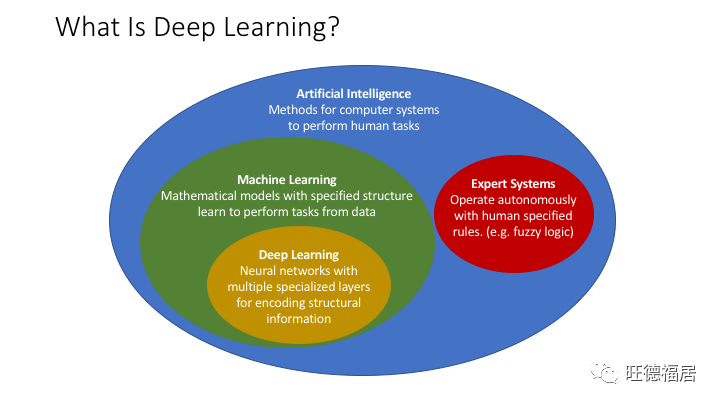 What Is Deep Learning?
Artificial Intelligence
Methods for computer systems
to perform human tasks
Machine Learning
Mathematical models with specified structure
learn to perform tasks from data
Expert Systems
Operate autonomously
with human specified
rules. (e.g. fuzzy logic)
Deep Learning
Neural networks with
multiple specialized layers
for encoding structural
information
旺德福居